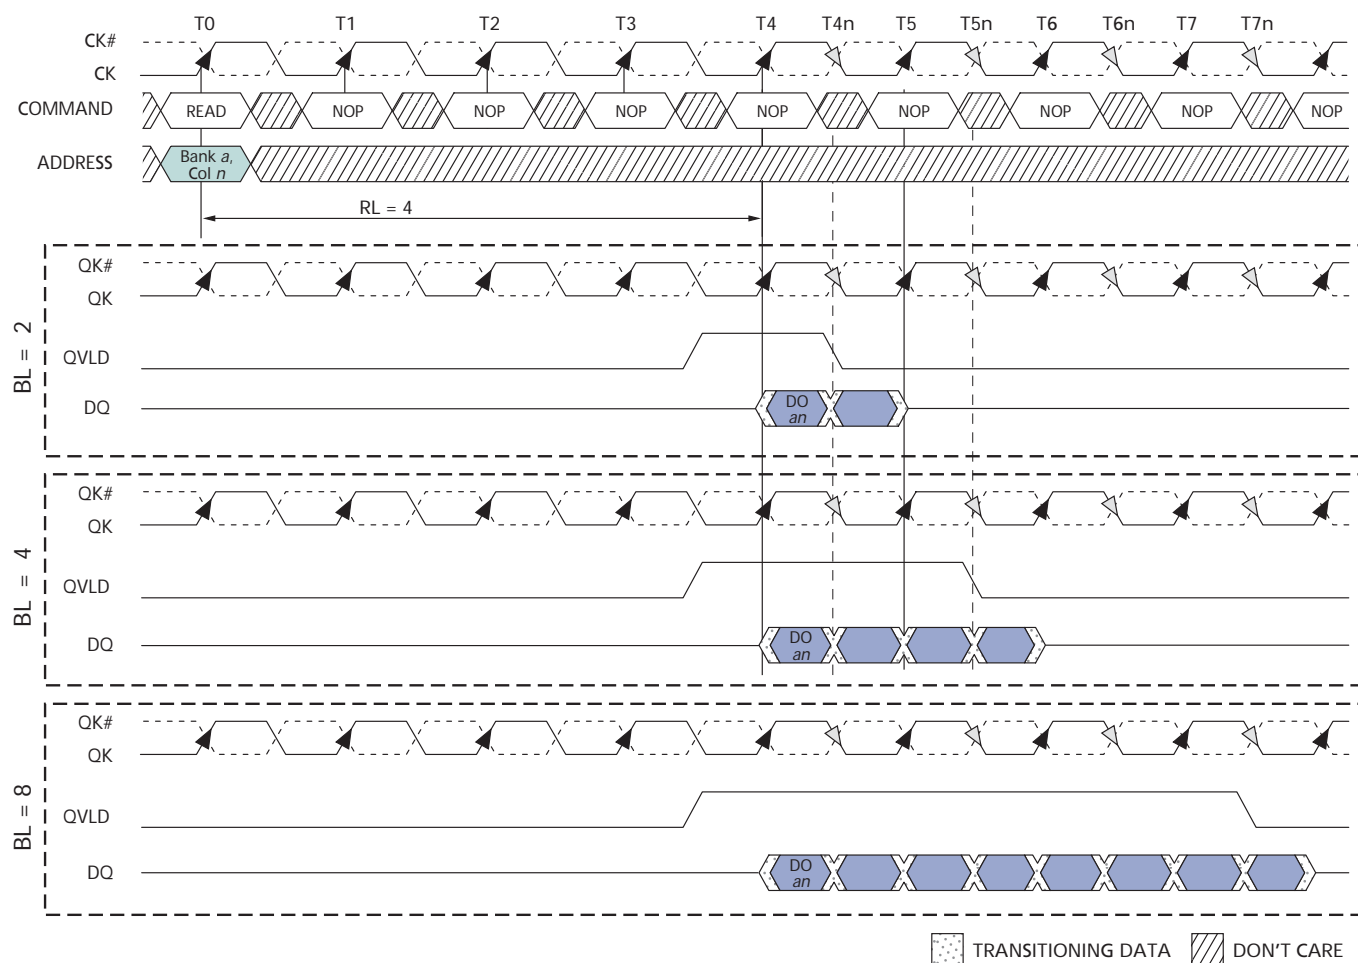 T0 T1 T2 T3 T4 T4n T5 T5n T6 T6n T7 T7n
CK#
CK
COMMAND READ NOP NOP NOP NOP NOP NOP NOP NOP
ADDRESS Bank a,
Col n
RL = 4
BL = 2
QK#
QK
QVLD
DQ DO
an
BL = 4
QK#
QK
QVLD
DQ DO
an
BL = 8
QK#
QK
QVLD
DQ DO
an
TRANSITIONING DATA DON'T CARE